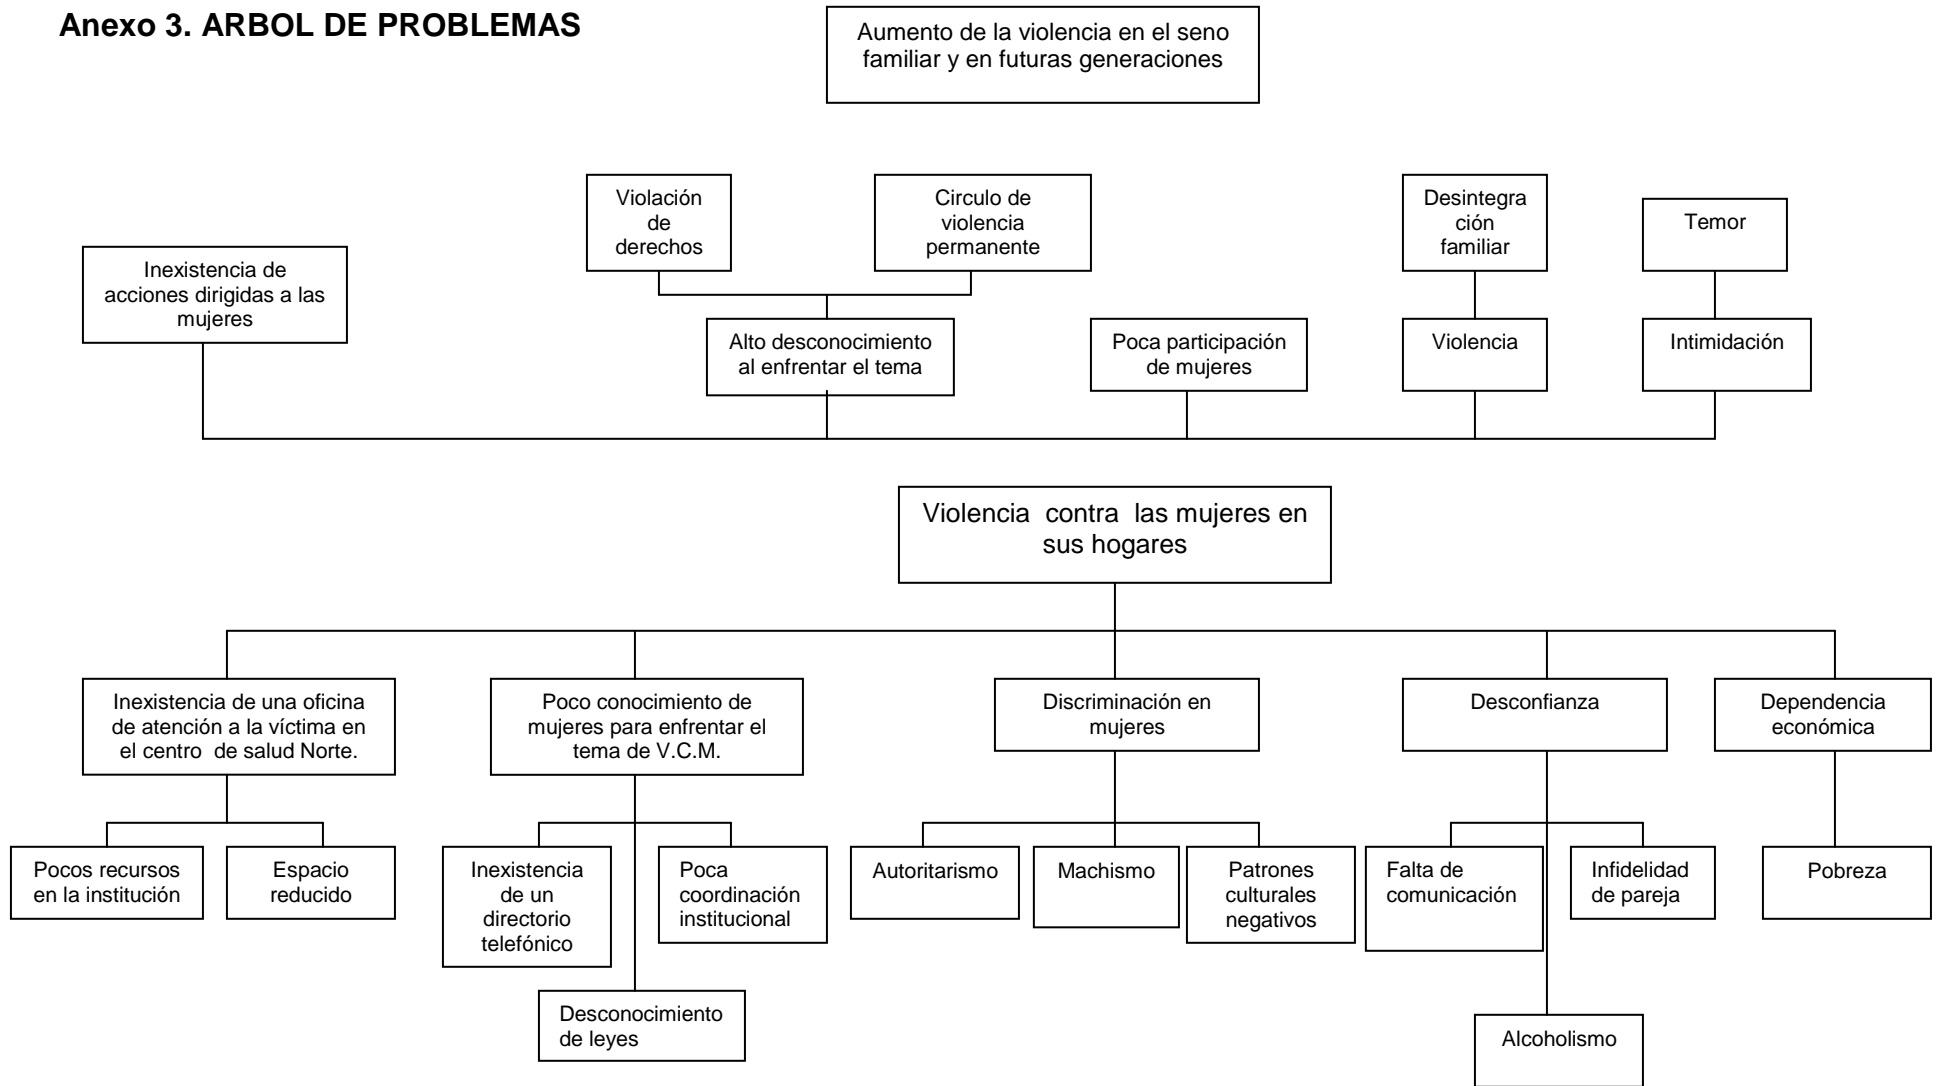 Anexo 3. ARBOL DE PROBLEMAS
Aumento de la violencia en el seno
familiar y en futuras generaciones
Violación
de
derechos
Circulo de
violencia
permanente
Desintegra
ción
familiar
Temor
Inexistencia de
acciones dirigidas a las
mujeres
Alto desconocimiento
al enfrentar el tema
Poca participación
de mujeres
Violencia
Intimidación
Violencia contra las mujeres en
sus hogares
Inexistencia de una oficina
de atención a la víctima en
el centro de salud Norte.
Poco conocimiento de
mujeres para enfrentar el
tema de V.C.M.
Discriminación en
mujeres
Desconfianza
Dependencia
económica
Pocos recursos
en la institución
Espacio
reducido
Inexistencia
de un
directorio
telefónico
Poca
coordinación
institucional
Autoritarismo
Machismo
Patrones
culturales
negativos
Falta de
comunicación
Infidelidad
de pareja
Pobreza
Desconocimiento
de leyes
Alcoholismo